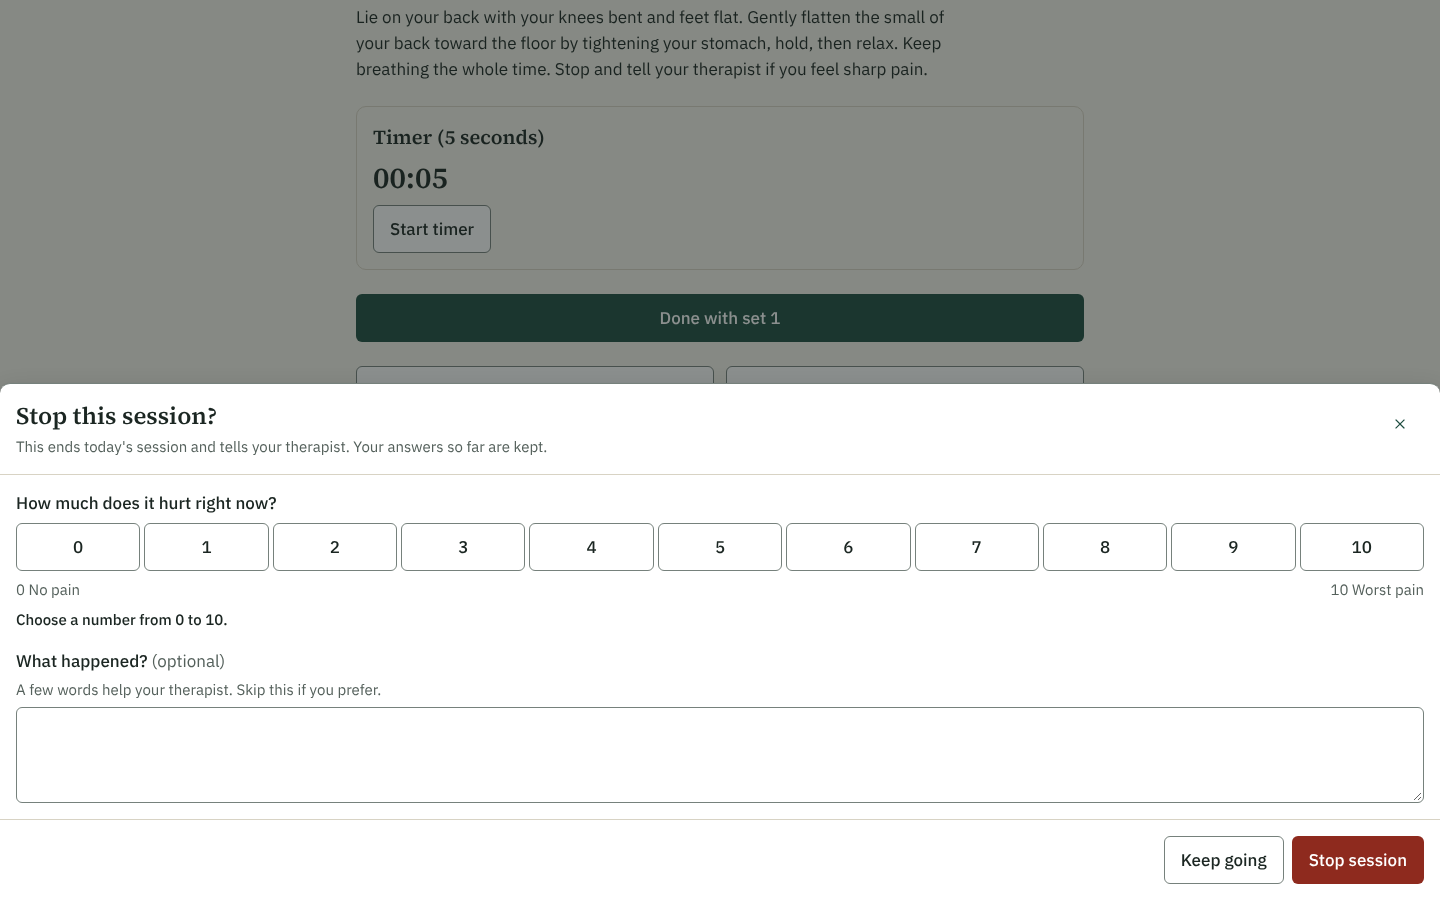 Lie on your back with your knees bent and feet flat. Gently flatten the small of
your back toward the floor by tightening your stomach, hold, then relax. Keep
breathing the whole time. Stop and tell your therapist if you feel sharp pain.
Timer (5 seconds)
00:05
Start timer
Done with set 1
Stop this session?
This ends today's session and tells your therapist. Your answers so far are kept.
How much does it hurt right now?
0 1 2 3 4 5 6 7 8 9 10
0 No pain 10 Worst pain
Choose a number from 0 to 10.
What happened? (optional)
A few words help your therapist. Skip this if you prefer.
Keep going Stop session